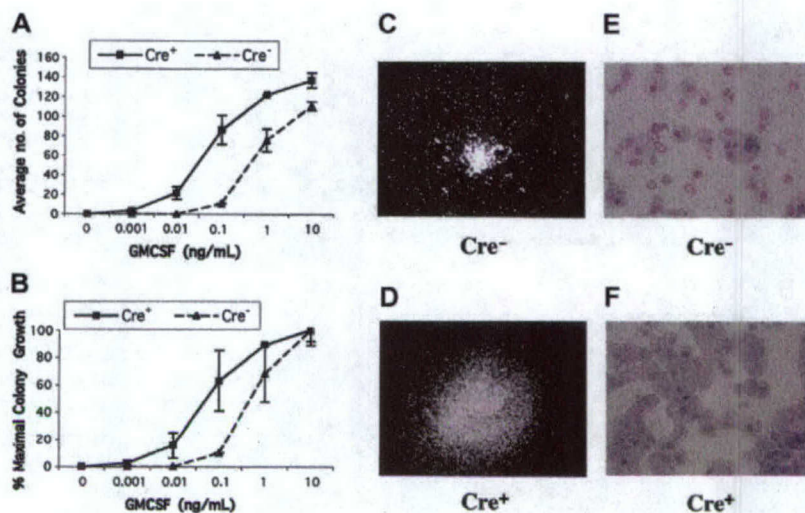 A
Cre+ Cre-
Average no. of Colonies
160
140
120
100
80
60
40
20
0
0 0.001 0.01 0.1 1 10
GMCSF (ng/mL)
B
Cre+ Cre-
% Maximal Colony Growth
100
80
60
40
20
0
0 0.001 0.01 0.1 1 10
GMCSF (ng/mL)
C
Cre-
D
Cre+
E
Cre-
F
Cre+